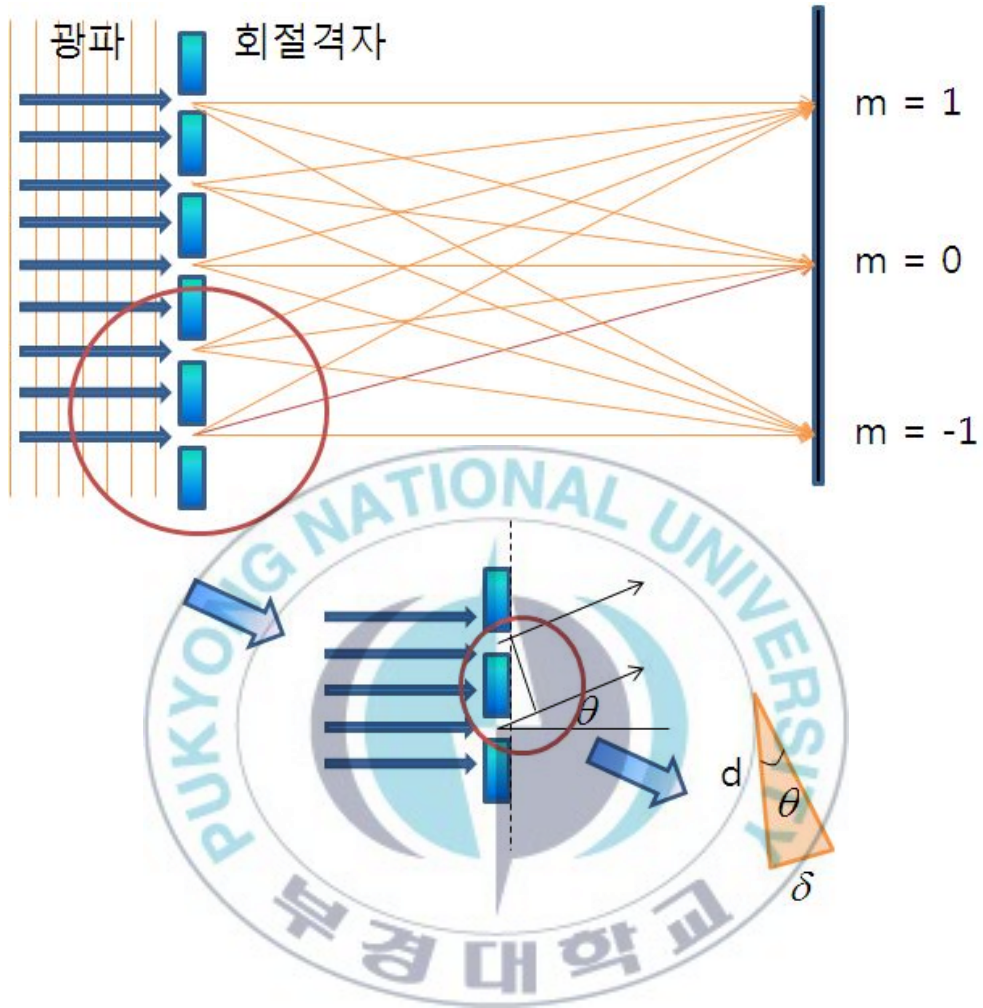 광파 회절격자
m = 1
m = 0
m = -1
PUKYONG NATIONAL UNIVERSITY
θ
d
θ
δ
부경대학교